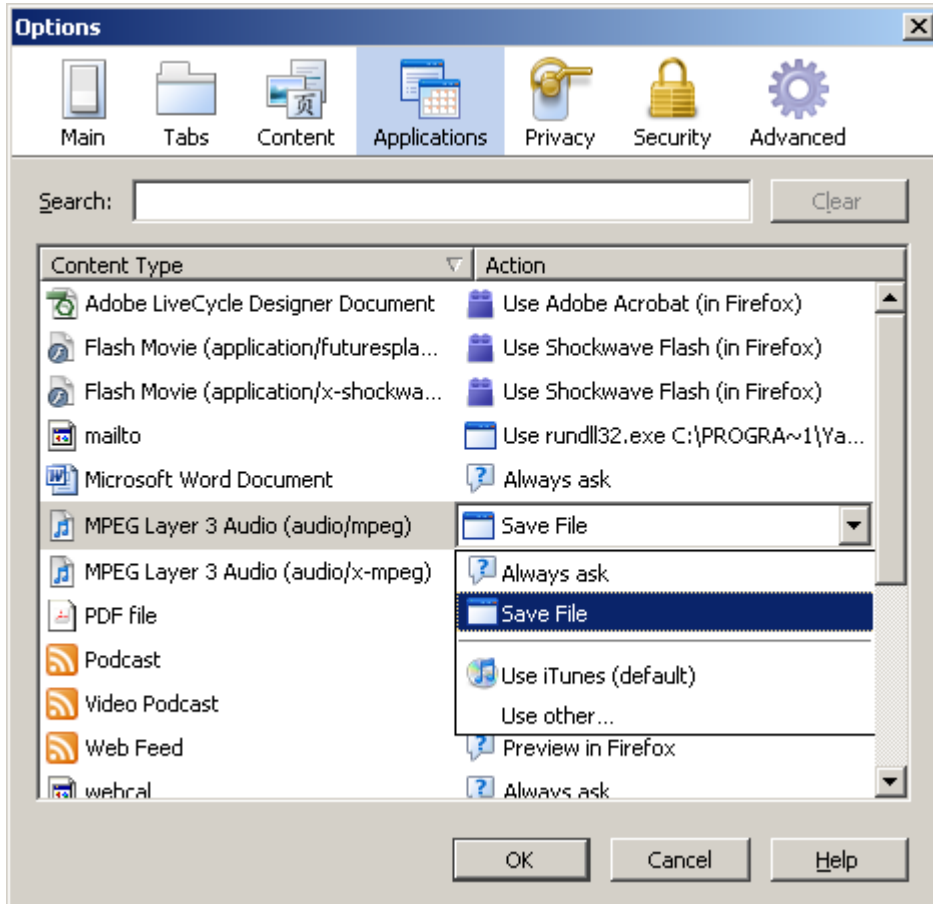 Options
Main Tabs Content Applications Privacy Security Advanced
Search: Clear
Content Type Action
Adobe LiveCycle Designer Document Use Adobe Acrobat (in Firefox)
Flash Movie (application/futurespla... Use Shockwave Flash (in Firefox)
Flash Movie (application/x-shockwa... Use Shockwave Flash (in Firefox)
mailto Use rundll32.exe C:\PROGRA~1\Ya...
Microsoft Word Document Always ask
MPEG Layer 3 Audio (audio/mpeg) Save File
MPEG Layer 3 Audio (audio/x-mpeg) Always ask
PDF file Save File
Podcast Use iTunes (default)
Video Podcast Use other...
Web Feed Preview in Firefox
webcal Always ask
OK Cancel Help